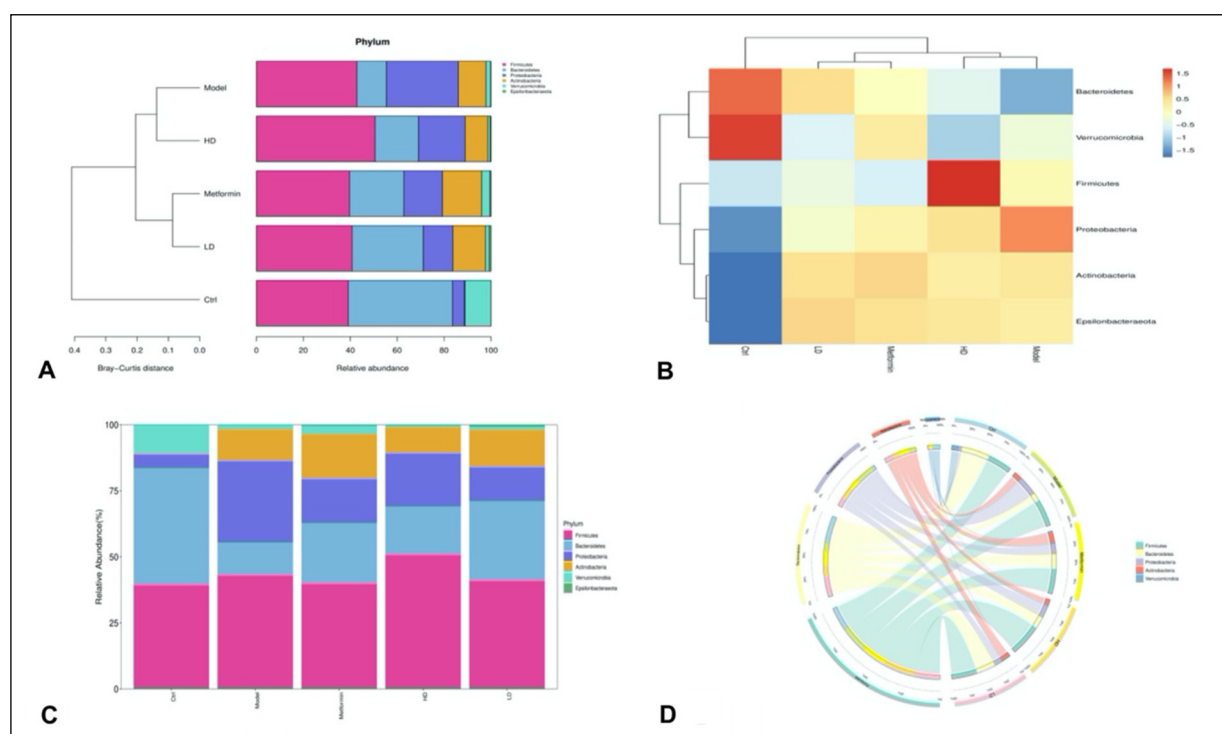 Phylum
Firmicutes
Bacteroidetes
Proteobacteria
Actinobacteria
Verrucomicrobia
Epsilonbacteraeota
Model
HD
Metformin
LD
Ctrl
0.4 0.3 0.2 0.1 0.0
Bray-Curtis distance
0 20 40 60 80 100
Relative abundance
A
1.5
1
0.5
0
−0.5
−1
−1.5
Bacteroidetes
Verrucomicrobia
Firmicutes
Proteobacteria
Actinobacteria
Epsilonbacteraeota
Ctrl
LD
Metformin
HD
Model
B
100
75
50
25
0
Relative Abundance(%)
Ctrl
Model
Metformin
HD
LD
Phylum
Firmicutes
Bacteroidetes
Proteobacteria
Actinobacteria
Verrucomicrobia
Epsilonbacteraeota
C
Ctrl
Metformin
HD
LD
Firmicutes
Bacteroidetes
Proteobacteria
Actinobacteria
Verrucomicrobia
D